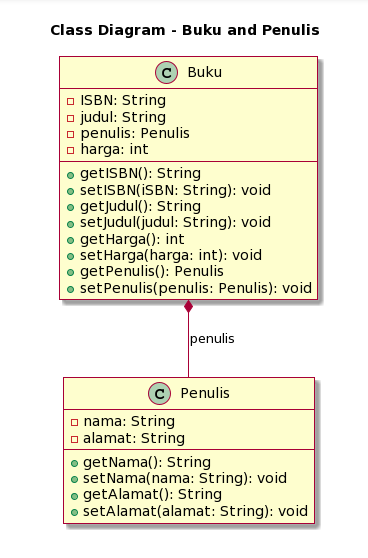 Class Diagram - Buku and Penulis
C Buku
ISBN: String
judul: String
penulis: Penulis
harga: int
getISBN(): String
setISBN(iSBN: String): void
getJudul(): String
setJudul(judul: String): void
getHarga(): int
setHarga(harga: int): void
getPenulis(): Penulis
setPenulis(penulis: Penulis): void
penulis
C Penulis
nama: String
alamat: String
getNama(): String
setNama(nama: String): void
getAlamat(): String
setAlamat(alamat: String): void